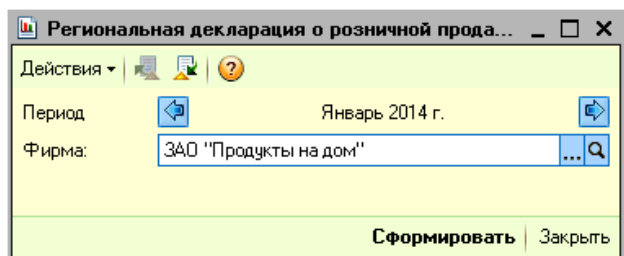 Региональная декларация о розничной прода...
Действия
Период Январь 2014 г.
Фирма: ЗАО "Продукты на дом" ...
Сформировать Закрыть